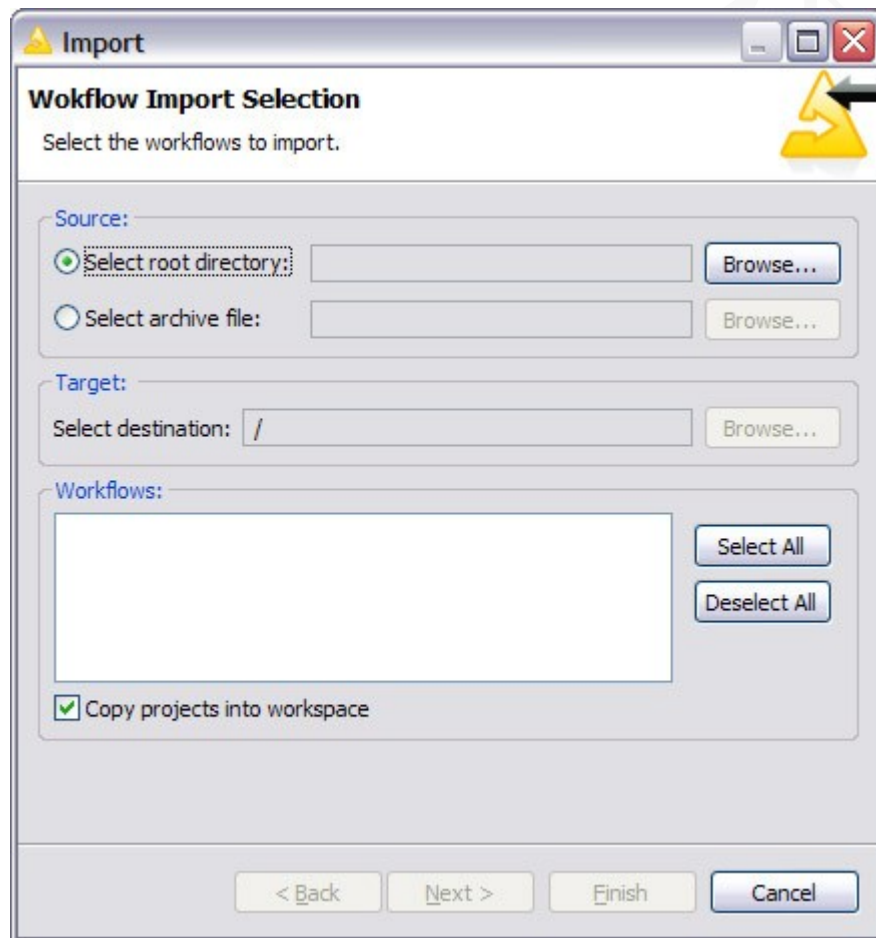 Import
Wokflow Import Selection
Select the workflows to import.
Source:
Select root directory: Browse...
Select archive file: Browse...
Target:
Select destination: / Browse...
Workflows:
Select All
Deselect All
Copy projects into workspace
< Back Next > Finish Cancel